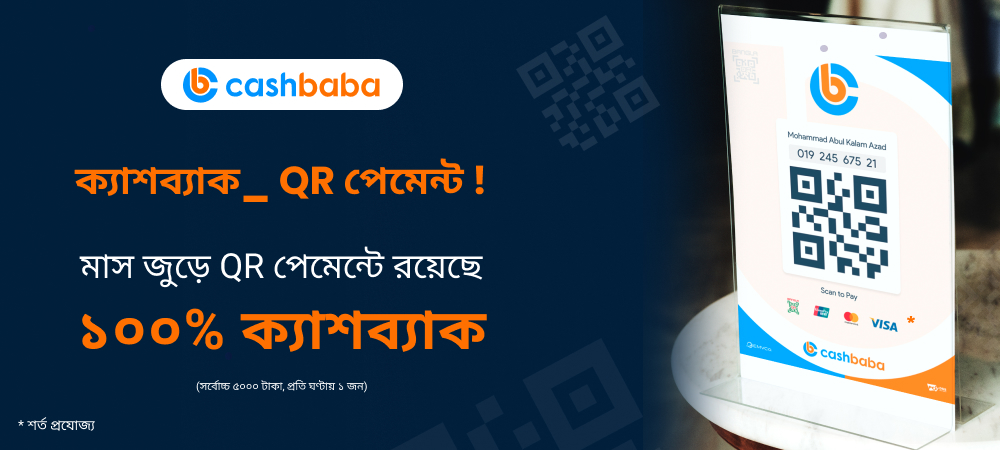 cashbaba
ক্যাশব্যাক_ QR পেমেন্ট !
মাস জুড়ে QR পেমেন্টে রয়েছে
১০০% ক্যাশব্যাক
(সর্বোচ্চ ৫০০০ টাকা, প্রতি ঘণ্টায় ১ জন)
* শর্ত প্রযোজ্য
Mohammad Abul Kalam Azad
019 245 675 21
Scan to Pay
VISA *
cashbaba